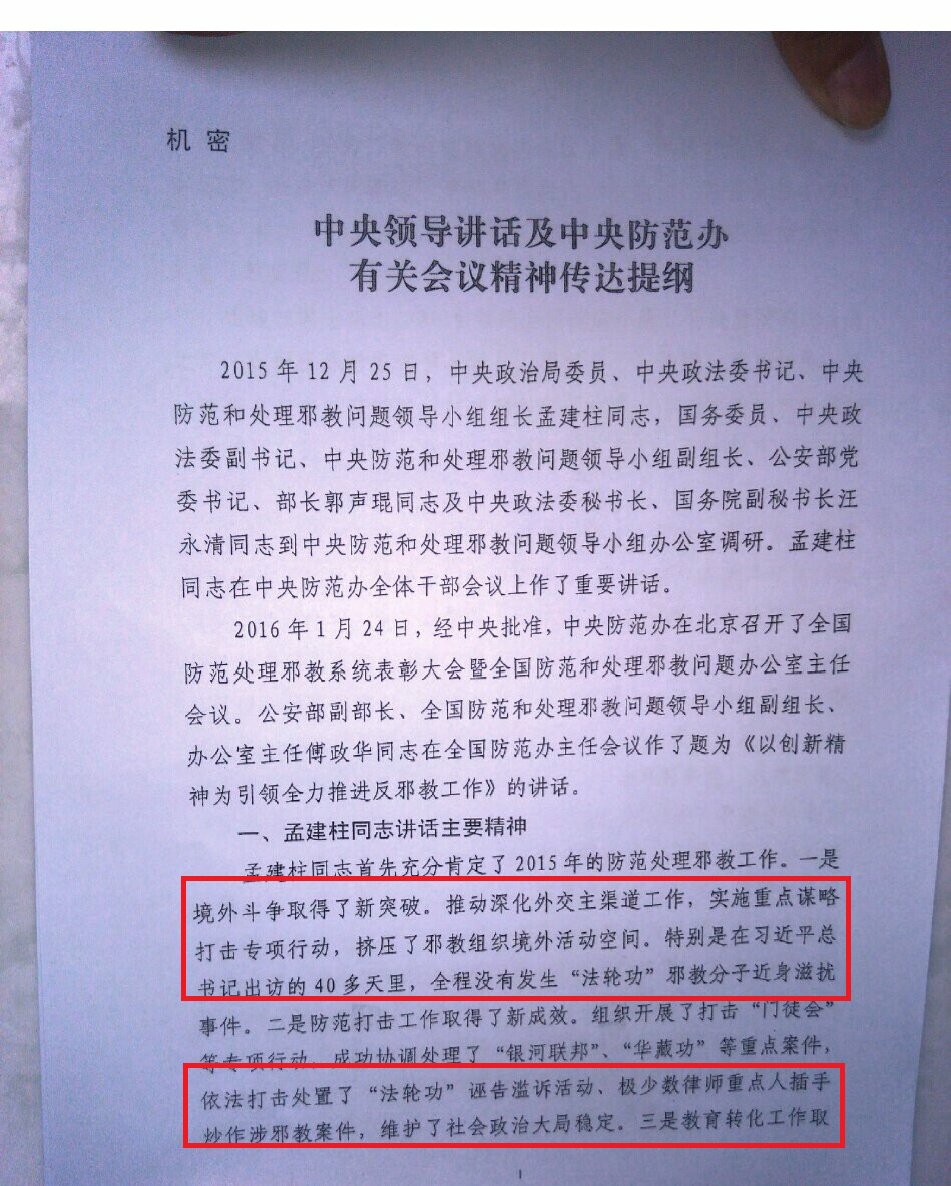 机 密
中央领导讲话及中央防范办
有关会议精神传达提纲
2015 年 12 月 25 日，中央政治局委员、中央政法委书记、中央
防范和处理邪教问题领导小组组长孟建柱同志，国务委员、中央政
法委副书记、中央防范和处理邪教问题领导小组副组长、公安部党
委书记、部长郭声琨同志及中央政法委秘书长、国务院副秘书长汪
永清同志到中央防范和处理邪教问题领导小组办公室调研。孟建柱
同志在中央防范办全体干部会议上作了重要讲话。
2016 年 1 月 24 日，经中央批准，中央防范办在北京召开了全国
防范处理邪教系统表彰大会暨全国防范和处理邪教问题办公室主任
会议。公安部副部长、全国防范和处理邪教问题领导小组副组长、
办公室主任傅政华同志在全国防范办主任会议作了题为《以创新精
神为引领全力推进反邪教工作》的讲话。
一、孟建柱同志讲话主要精神
孟建柱同志首先充分肯定了 2015 年的防范处理邪教工作。一是
境外斗争取得了新突破。推动深化外交主渠道工作，实施重点谋略
打击专项行动，挤压了邪教组织境外活动空间。特别是在习近平总
书记出访的 40 多天里，全程没有发生“法轮功”邪教分子近身滋扰
事件。二是防范打击工作取得了新成效。组织开展了打击“门徒会”
等专项行动，成功协调处理了“银河联邦”、“华藏功”等重点案件，
依法打击处置了“法轮功”诬告滥诉活动、极少数律师重点人插手
炒作涉邪教案件，维护了社会政治大局稳定。三是教育转化工作取
1